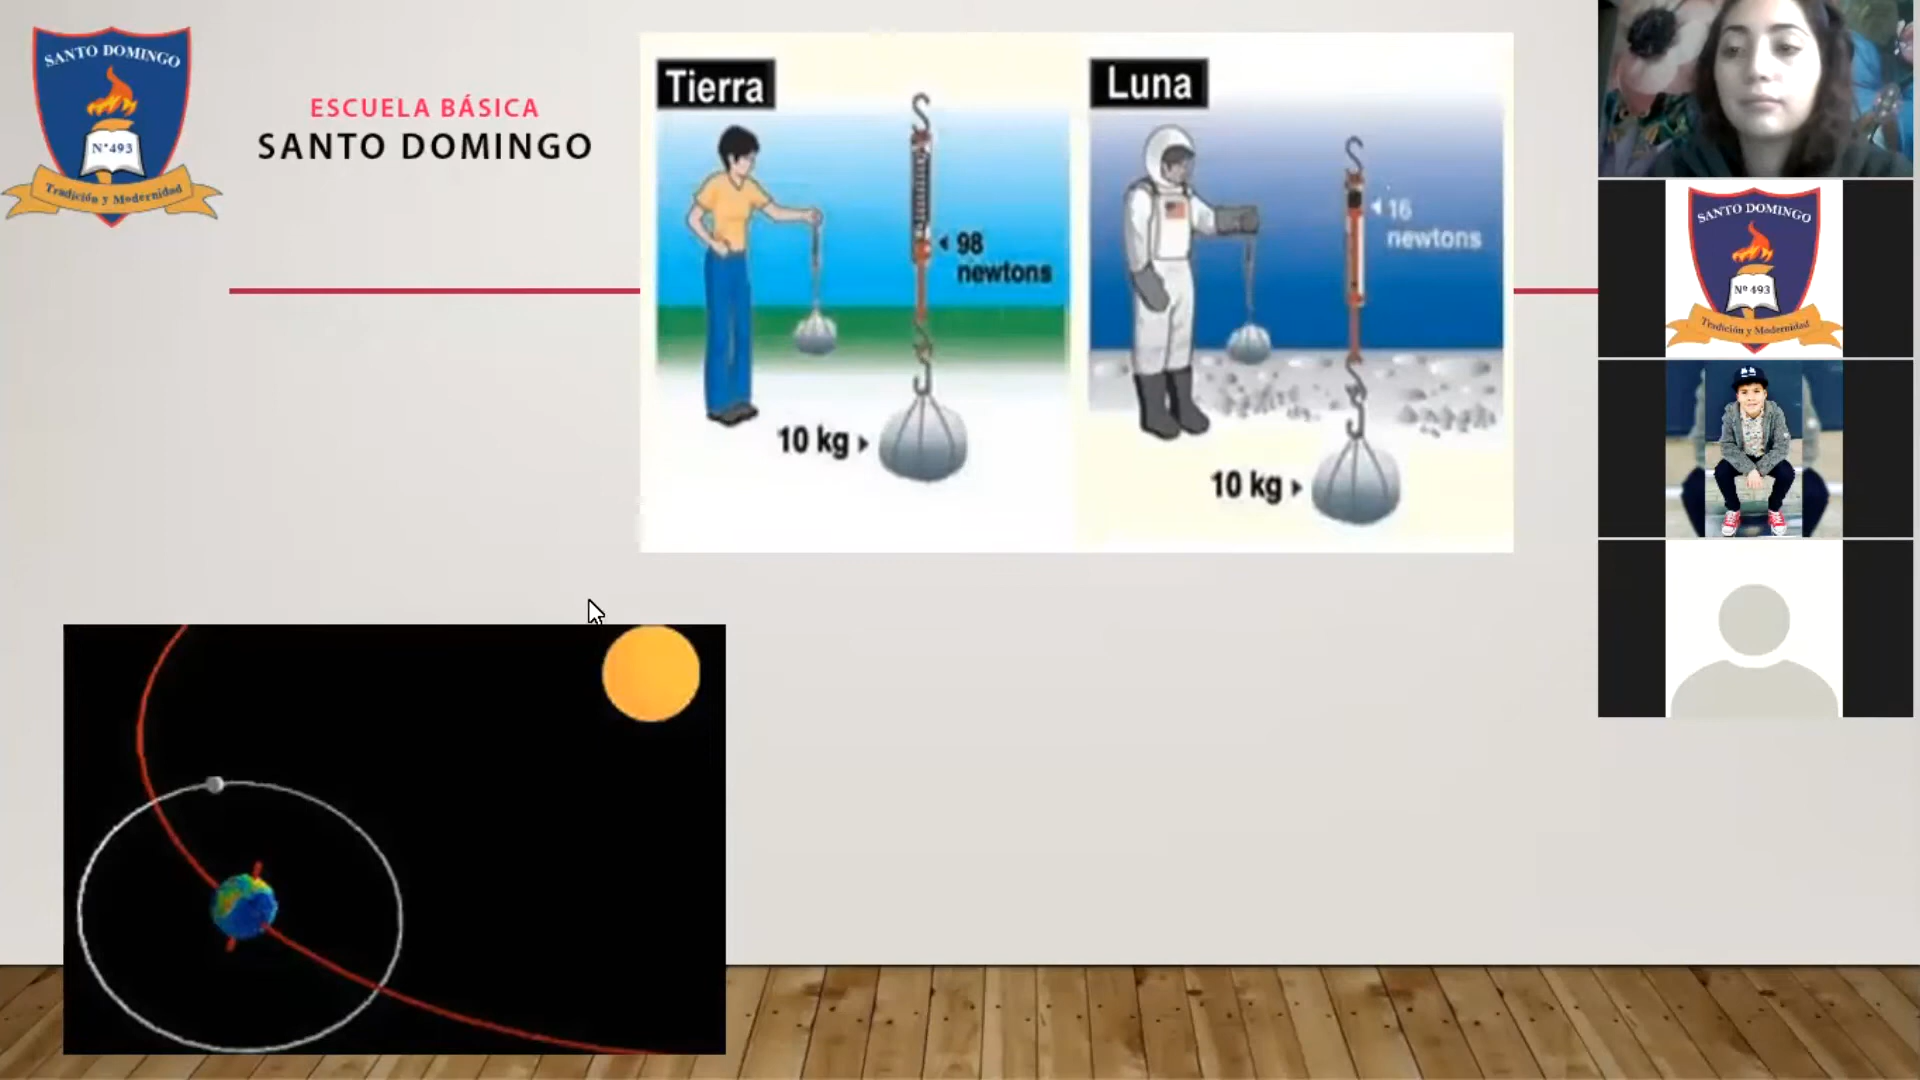 SANTO DOMINGO
N°493
Tradición y Modernidad
ESCUELA BÁSICA
SANTO DOMINGO
Tierra
98
newtons
10 kg
Luna
16
newtons
10 kg
SANTO DOMINGO
Nº 493
Tradición y Modernidad